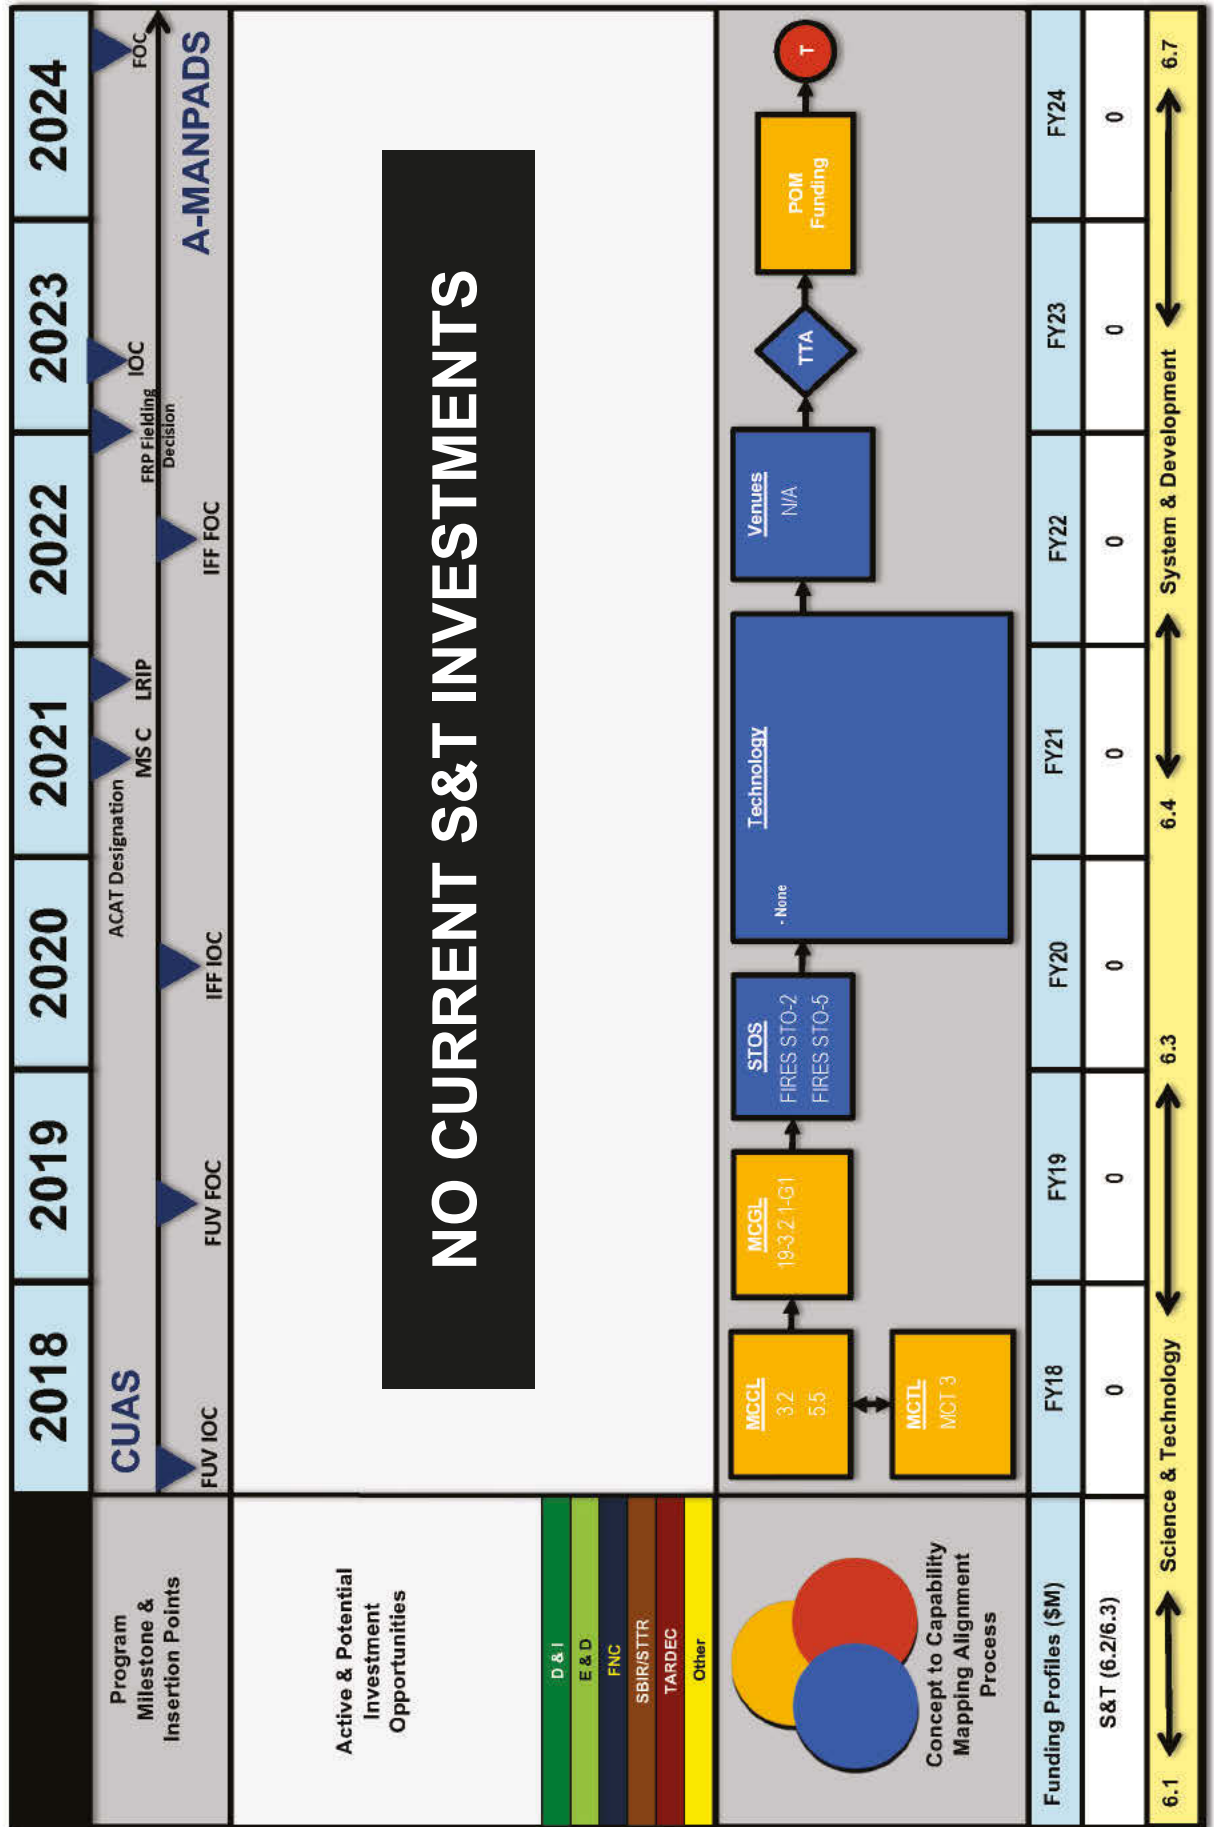 2018 2019 2020 2021 2022 2023 2024
Program
Milestone &
Insertion Points
CUAS
ACAT Designation
MS C
LRIP
FRP Fielding
Decision
IOC
FOC
FUV IOC
FUV FOC
IFF IOC
IFF FOC
A-MANPADS
Active & Potential
Investment
Opportunities
D & I
E & D
FNC
SBIR/STTR
TARDEC
Other
NO CURRENT S&T INVESTMENTS
Concept to Capability
Mapping Alignment
Process
MCCL
3.2
5.5
MCTL
MCT 3
MCGL
19-3.2.1-G1
STOS
FIRES STO-2
FIRES STO-5
Technology
- None
Venues
N/A
TTA
POM
Funding
T
Funding Profiles ($M) FY18 FY19 FY20 FY21 FY22 FY23 FY24
S&T (6.2/6.3) 0 0 0 0 0 0 0
6.1 Science & Technology 6.3 6.4 System & Development 6.7